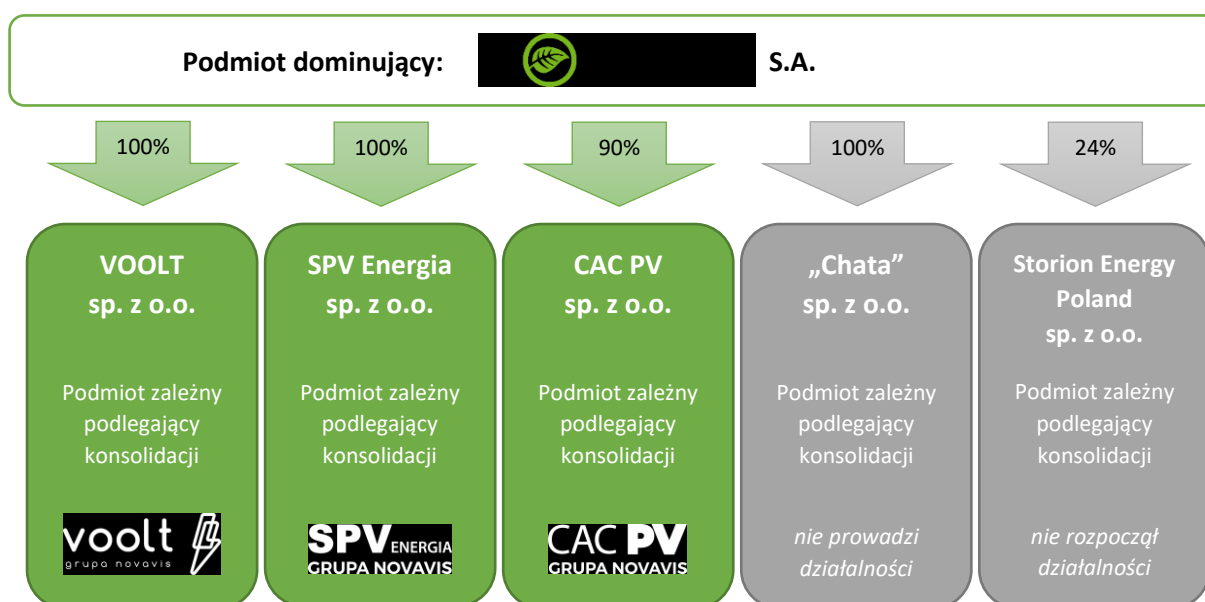 Podmiot dominujący: S.A.
100% 100% 90% 100% 24%
VOOLT
sp. z o.o.
Podmiot zależny
podlegający
konsolidacji
voolt
grupa novavis
SPV Energia
sp. z o.o.
Podmiot zależny
podlegający
konsolidacji
SPV ENERGIA
GRUPA NOVAVIS
CAC PV
sp. z o.o.
Podmiot zależny
podlegający
konsolidacji
CAC PV
GRUPA NOVAVIS
„Chata”
sp. z o.o.
Podmiot zależny
podlegający
konsolidacji
nie prowadzi
działalności
Storion Energy
Poland
sp. z o.o.
Podmiot zależny
podlegający
konsolidacji
nie rozpoczął
działalności